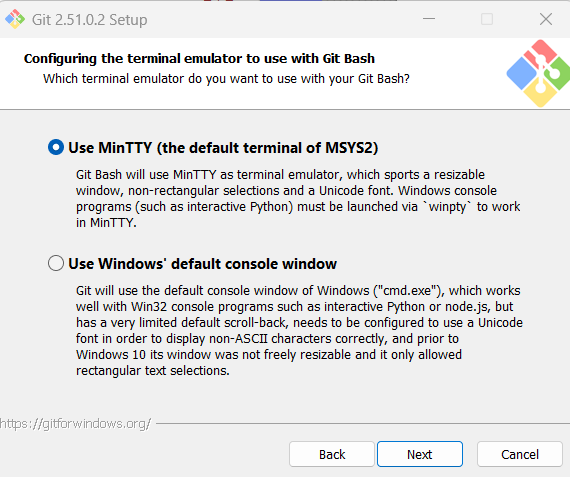 Git 2.51.0.2 Setup
Configuring the terminal emulator to use with Git Bash
Which terminal emulator do you want to use with your Git Bash?
Use MinTTY (the default terminal of MSYS2)
Git Bash will use MinTTY as terminal emulator, which sports a resizable
window, non-rectangular selections and a Unicode font. Windows console
programs (such as interactive Python) must be launched via `winpty` to work
in MinTTY.
Use Windows' default console window
Git will use the default console window of Windows ("cmd.exe"), which works
well with Win32 console programs such as interactive Python or node.js, but
has a very limited default scroll-back, needs to be configured to use a Unicode
font in order to display non-ASCII characters correctly, and prior to
Windows 10 its window was not freely resizable and it only allowed
rectangular text selections.
https://gitforwindows.org/
Back Next Cancel